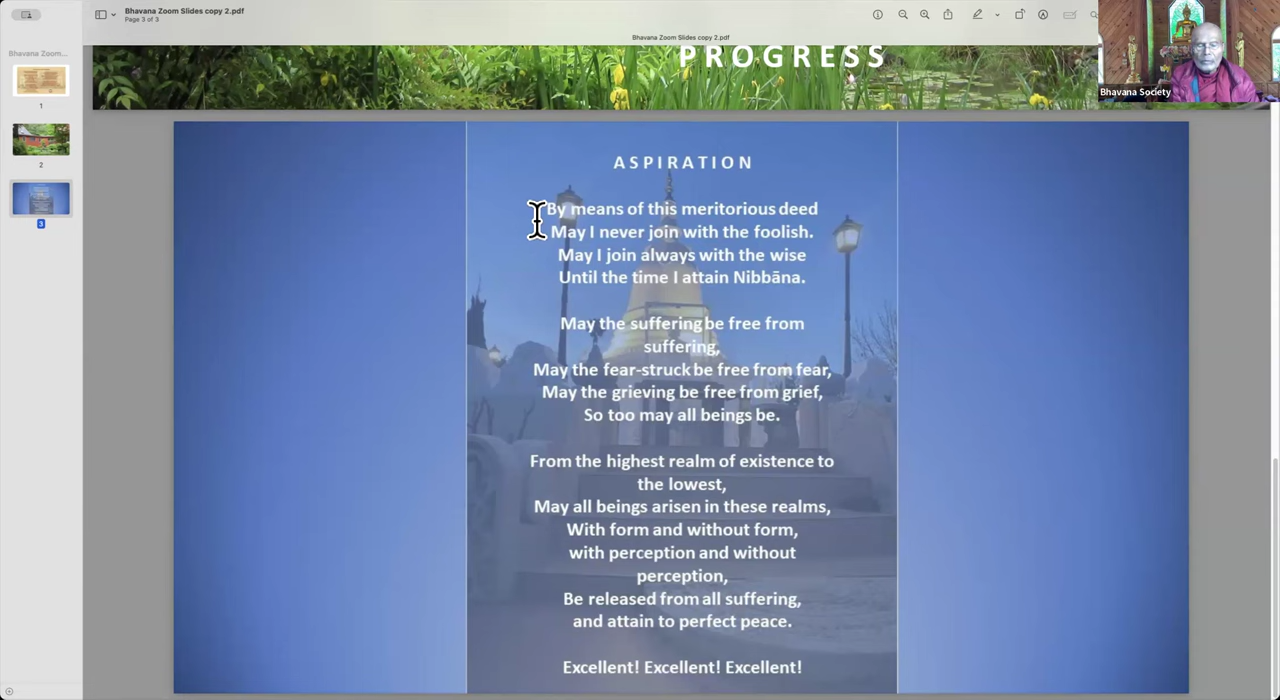 Bhavana Zoom Slides copy 2.pdf
Page 3 of 3
Bhavana Zoom Slides copy 2.pdf
Bhavana Zoom...
1
2
3
PROGRESS
Bhavana Society
ASPIRATION
By means of this meritorious deed
May I never join with the foolish.
May I join always with the wise
Until the time I attain Nibbāna.
May the suffering be free from
suffering,
May the fear-struck be free from fear,
May the grieving be free from grief,
So too may all beings be.
From the highest realm of existence to
the lowest,
May all beings arisen in these realms,
With form and without form,
with perception and without
perception,
Be released from all suffering,
and attain to perfect peace.
Excellent! Excellent! Excellent!